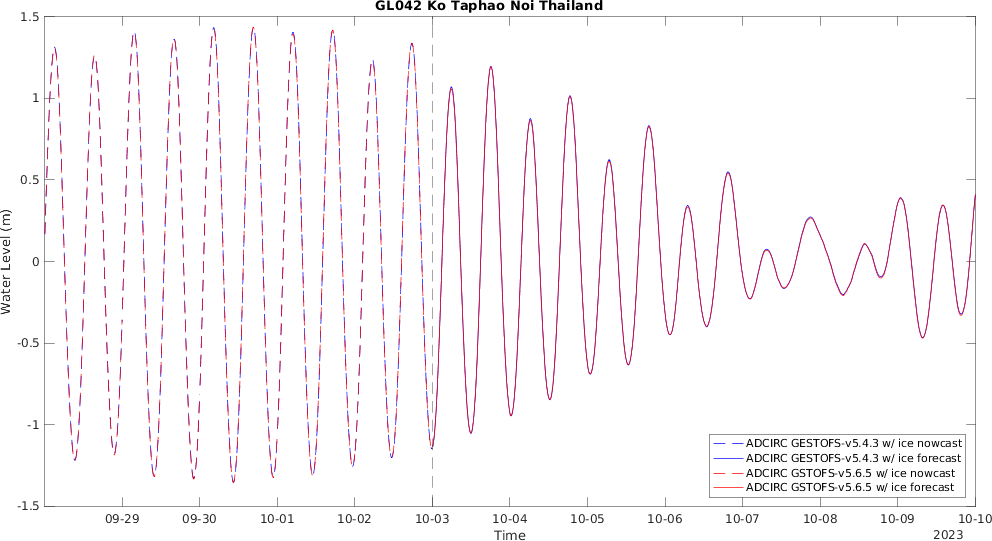 GL042 Ko Taphao Noi Thailand
1.5
1
0.5
0
-0.5
-1
-1.5
Water Level (m)
ADCIRC GESTOFS-v5.4.3 w/ ice nowcast
ADCIRC GESTOFS-v5.4.3 w/ ice forecast
ADCIRC GSTOFS-v5.6.5 w/ ice nowcast
ADCIRC GSTOFS-v5.6.5 w/ ice forecast
09-29 09-30 10-01 10-02 10-03 10-04 10-05 10-06 10-07 10-08 10-09 10-10
Time
2023